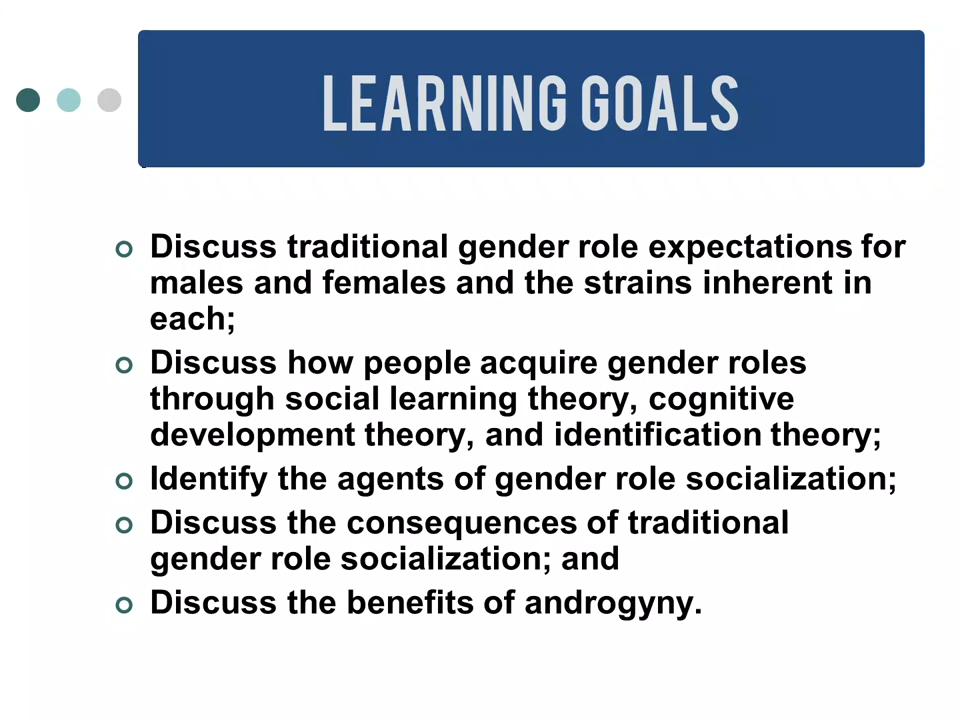 LEARNING GOALS
Discuss traditional gender role expectations for
males and females and the strains inherent in
each;
Discuss how people acquire gender roles
through social learning theory, cognitive
development theory, and identification theory;
Identify the agents of gender role socialization;
Discuss the consequences of traditional
gender role socialization; and
Discuss the benefits of androgyny.